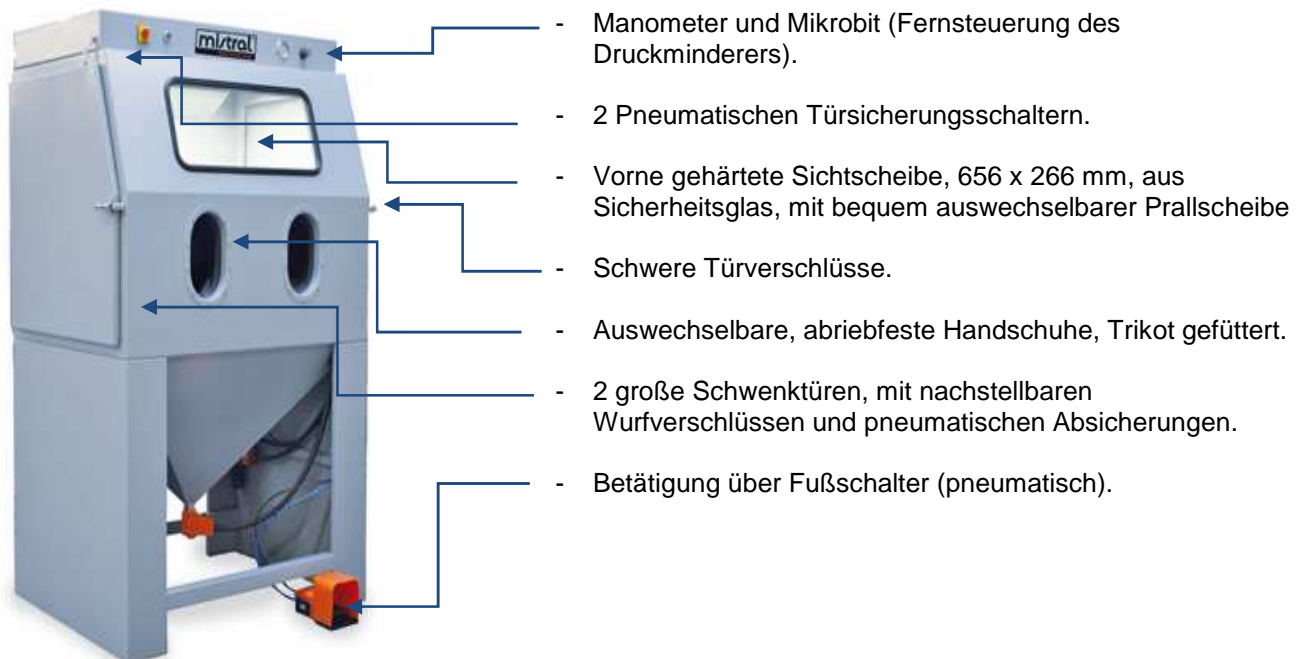 mistral
- Manometer und Mikrobit (Fernsteuerung des
Druckminderers).
- 2 Pneumatischen Türsicherungsschaltern.
- Vorne gehärtete Sichtscheibe, 656 x 266 mm, aus
Sicherheitsglas, mit bequem auswechselbarer Prallscheibe
- Schwere Türverschlüsse.
- Auswechselbare, abriebfeste Handschuhe, Trikot gefüttert.
- 2 große Schwenktüren, mit nachstellbaren
Wurfverschlüssen und pneumatischen Absicherungen.
- Betätigung über Fußschalter (pneumatisch).